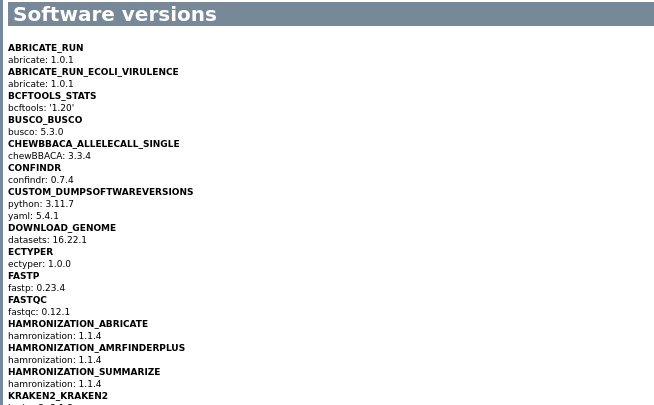 Software versions
ABRICATE_RUN
abricate: 1.0.1
ABRICATE_RUN_ECOLI_VIRULENCE
abricate: 1.0.1
BCFTOOLS_STATS
bcftools: '1.20'
BUSCO_BUSCO
busco: 5.3.0
CHEWBBACA_ALLELECALL_SINGLE
chewBBACA: 3.3.4
CONFINDR
confindr: 0.7.4
CUSTOM_DUMPSOFTWAREVERSIONS
python: 3.11.7
yaml: 5.4.1
DOWNLOAD_GENOME
datasets: 16.22.1
ECTYPER
ectyper: 1.0.0
FASTP
fastp: 0.23.4
FASTQC
fastqc: 0.12.1
HAMRONIZATION_ABRICATE
hamronization: 1.1.4
HAMRONIZATION_AMRFINDERPLUS
hamronization: 1.1.4
HAMRONIZATION_SUMMARIZE
hamronization: 1.1.4
KRAKEN2_KRAKEN2